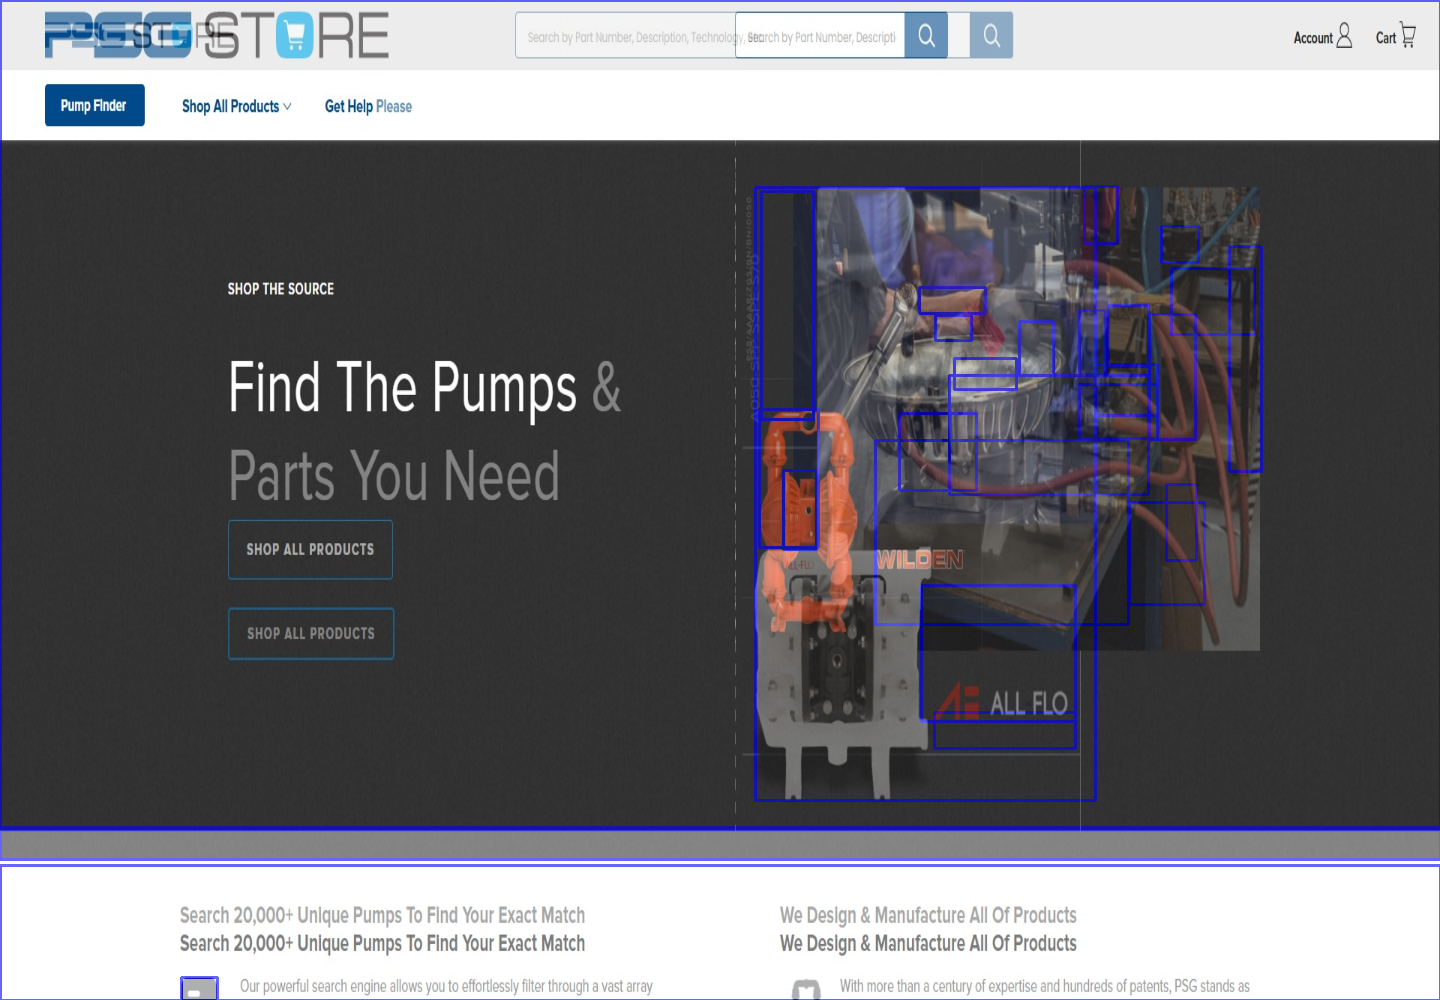 PSG STORE
Search by Part Number, Description, Technology, etc.
Search by Part Number, Descripti
Account
Cart
Pump Finder
Shop All Products
Get Help Please
SHOP THE SOURCE
Find The Pumps &
Parts You Need
SHOP ALL PRODUCTS
SHOP ALL PRODUCTS
ALL-FLO
WILDEN
ALL FLO
Search 20,000+ Unique Pumps To Find Your Exact Match
Search 20,000+ Unique Pumps To Find Your Exact Match
We Design & Manufacture All Of Products
We Design & Manufacture All Of Products
Our powerful search engine allows you to effortlessly filter through a vast array
With more than a century of expertise and hundreds of patents, PSG stands as